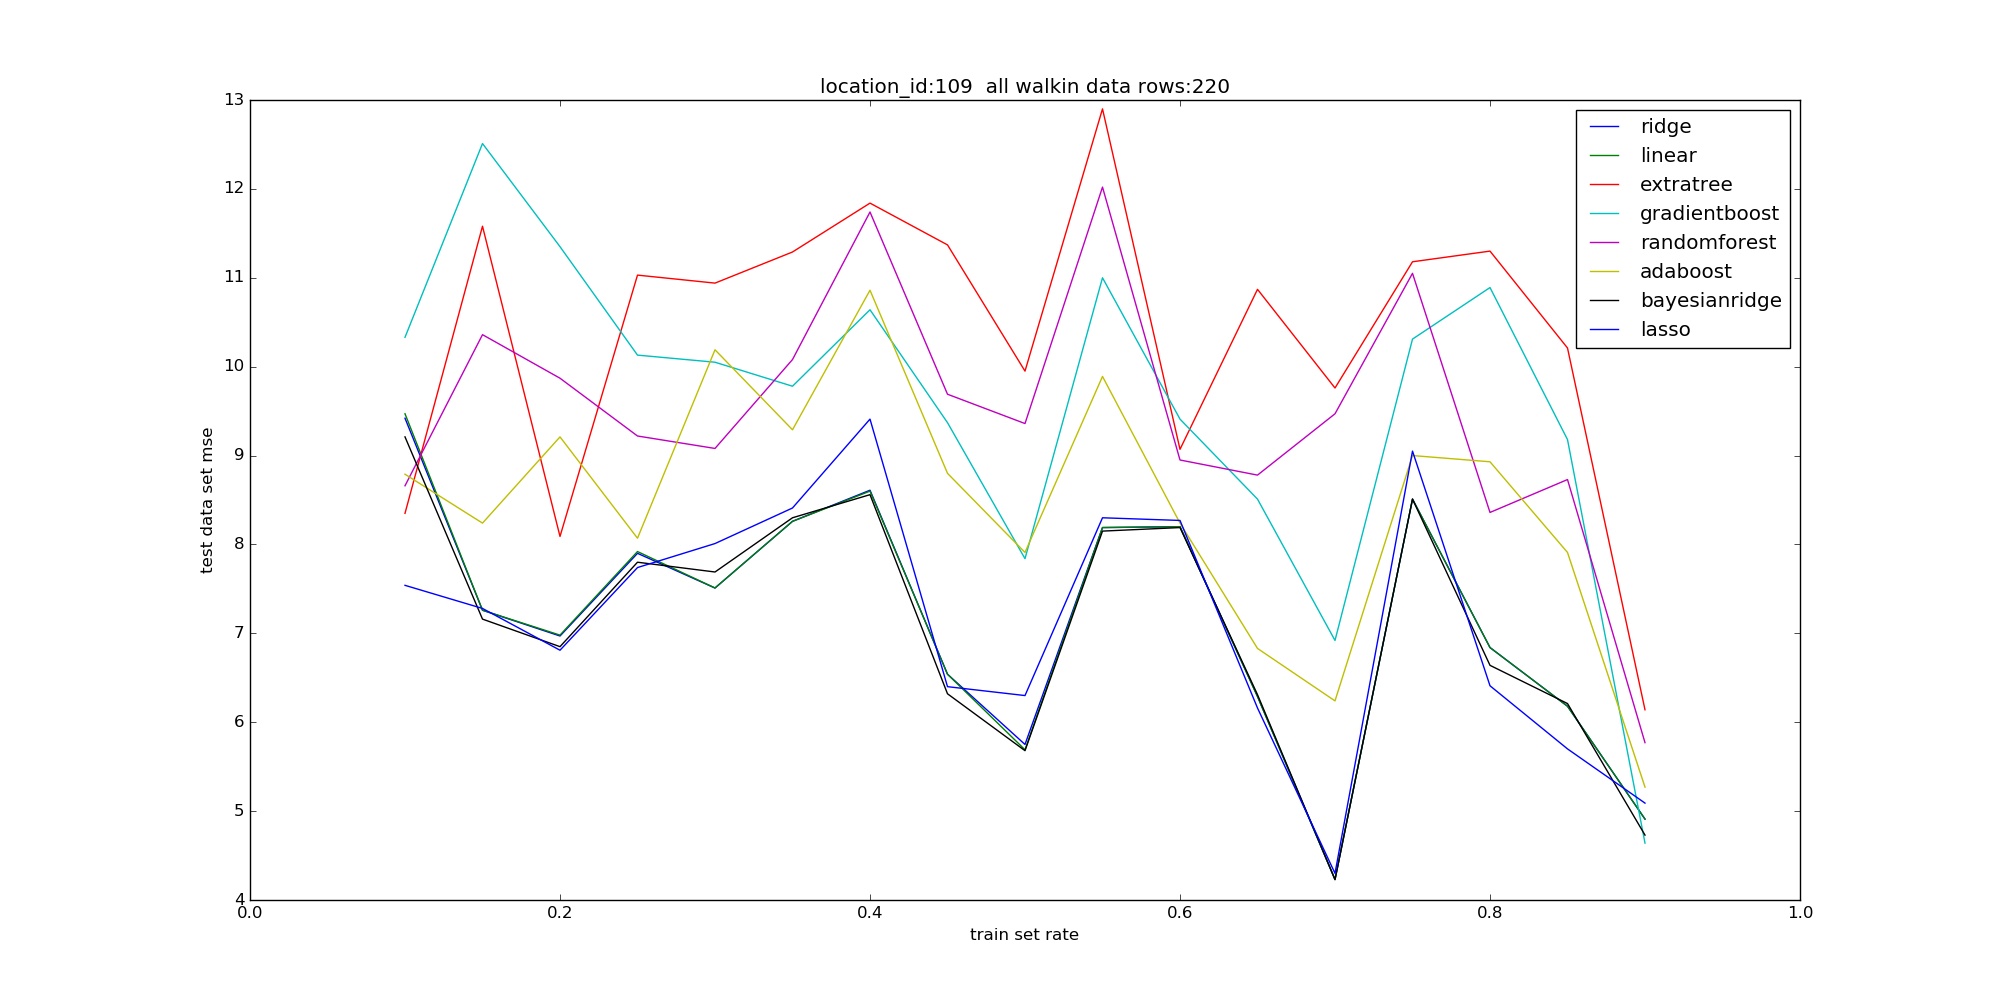 location_id:109  all walkin data rows:220
13
12
11
10
9
8
7
6
5
4
test data set mse
ridge
linear
extratree
gradientboost
randomforest
adaboost
bayesianridge
lasso
0.0 0.2 0.4 0.6 0.8 1.0
train set rate